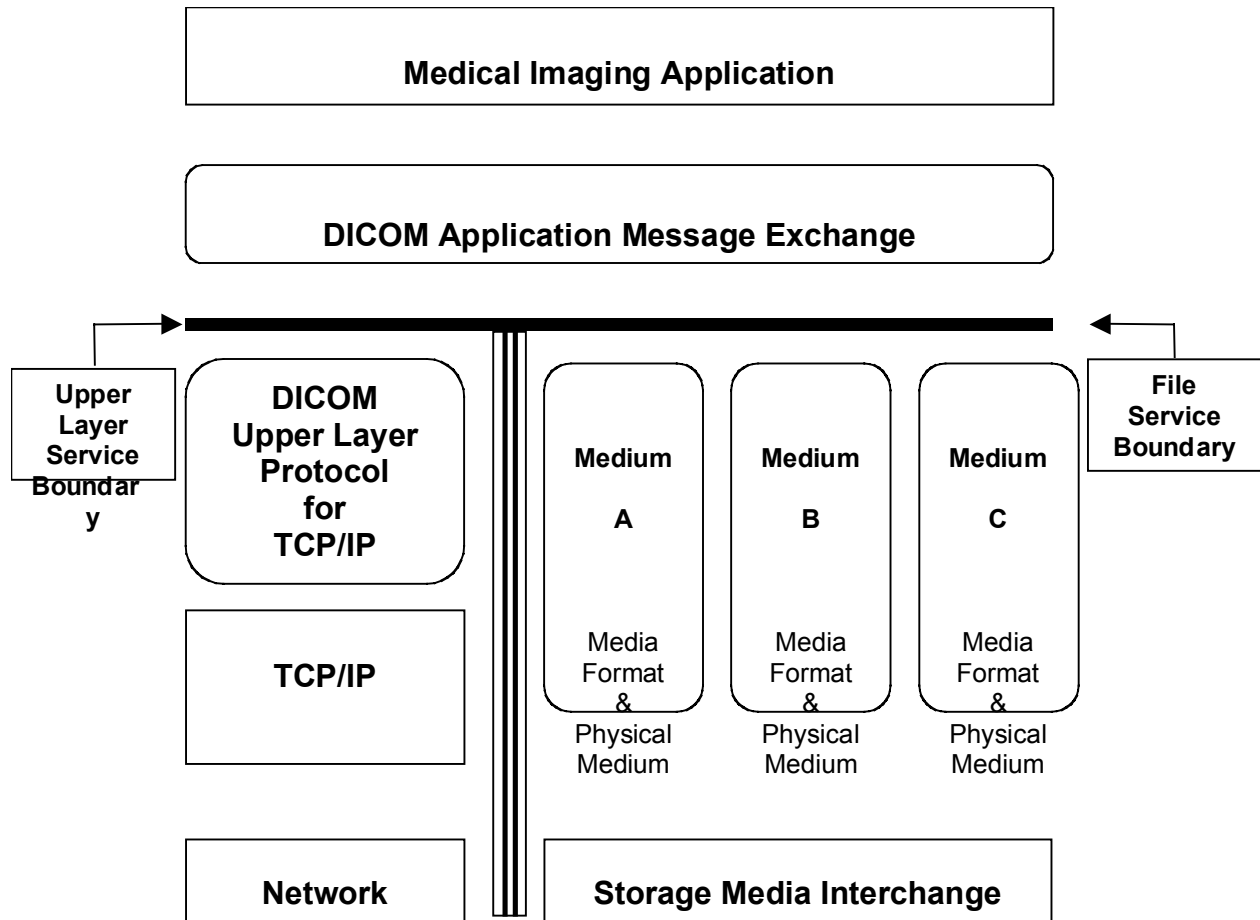 Medical Imaging Application
DICOM Application Message Exchange
Upper
Layer
Service
Boundar
y
DICOM
Upper Layer
Protocol
for
TCP/IP
Medium
A
Media
Format
&
Physical
Medium
Medium
B
Media
Format
&
Physical
Medium
Medium
C
Media
Format
&
Physical
Medium
File
Service
Boundary
TCP/IP
Network
Storage Media Interchange